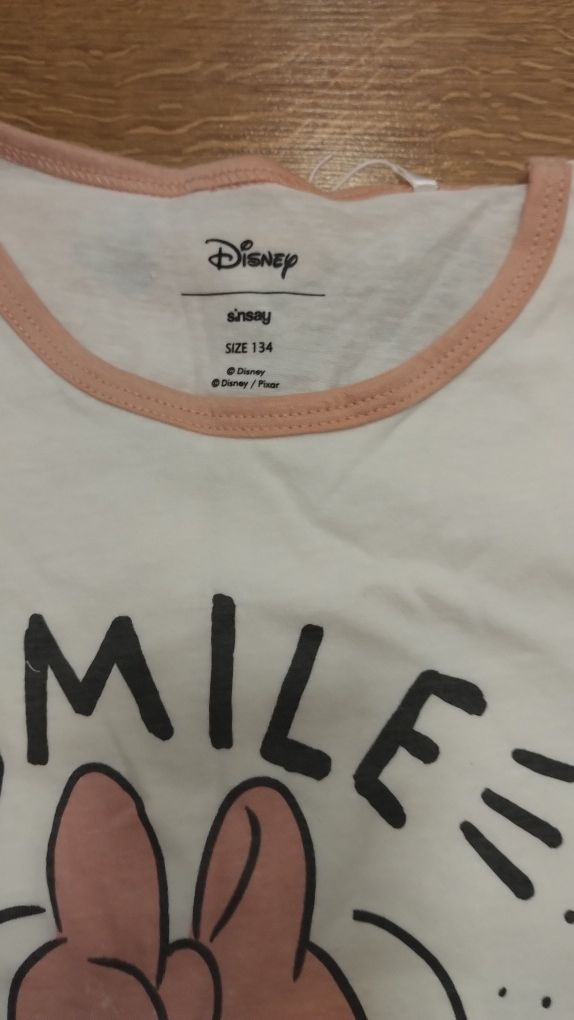 Disney
sinsay
SIZE 134
© Disney
© Disney / Pixar
MILE